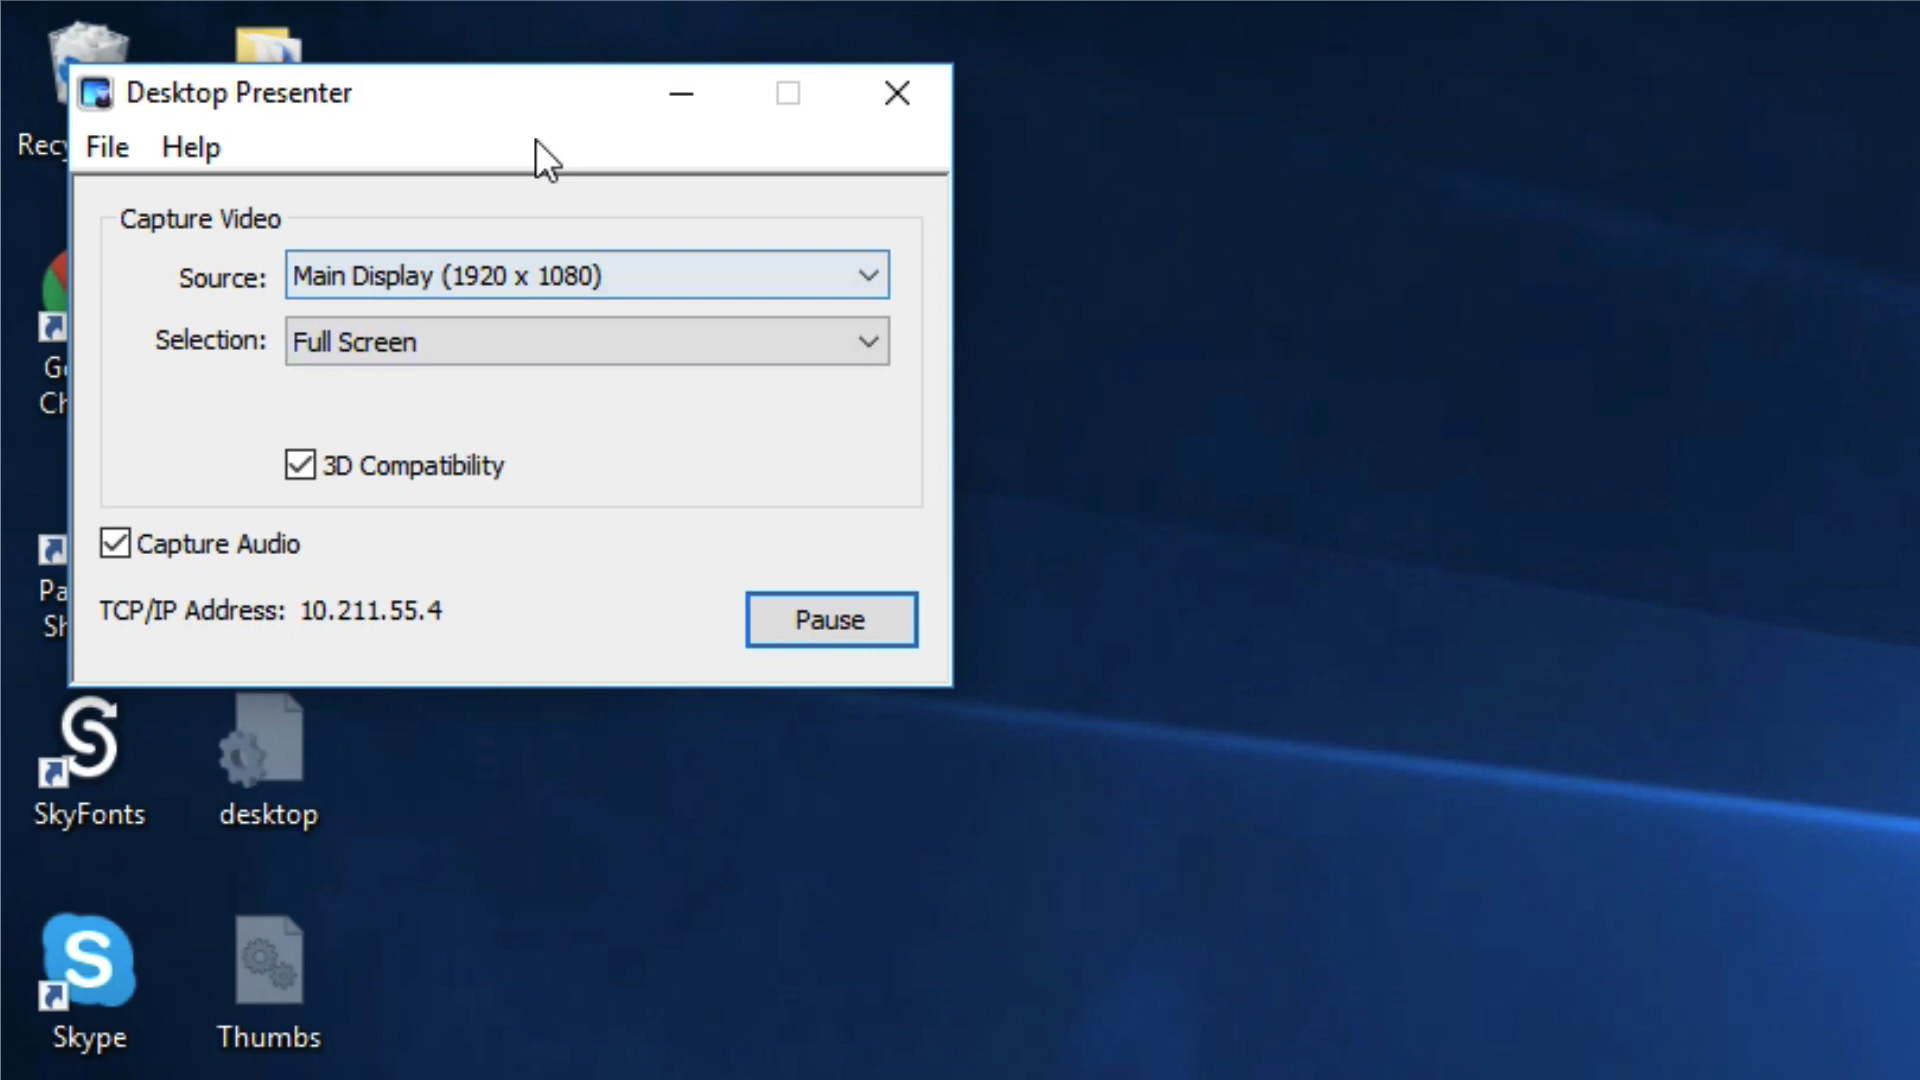 Desktop Presenter
File Help
Capture Video
Source: Main Display (1920 x 1080)
Selection: Full Screen
3D Compatibility
Capture Audio
TCP/IP Address: 10.211.55.4
Pause
SkyFonts
desktop
Skype
Thumbs